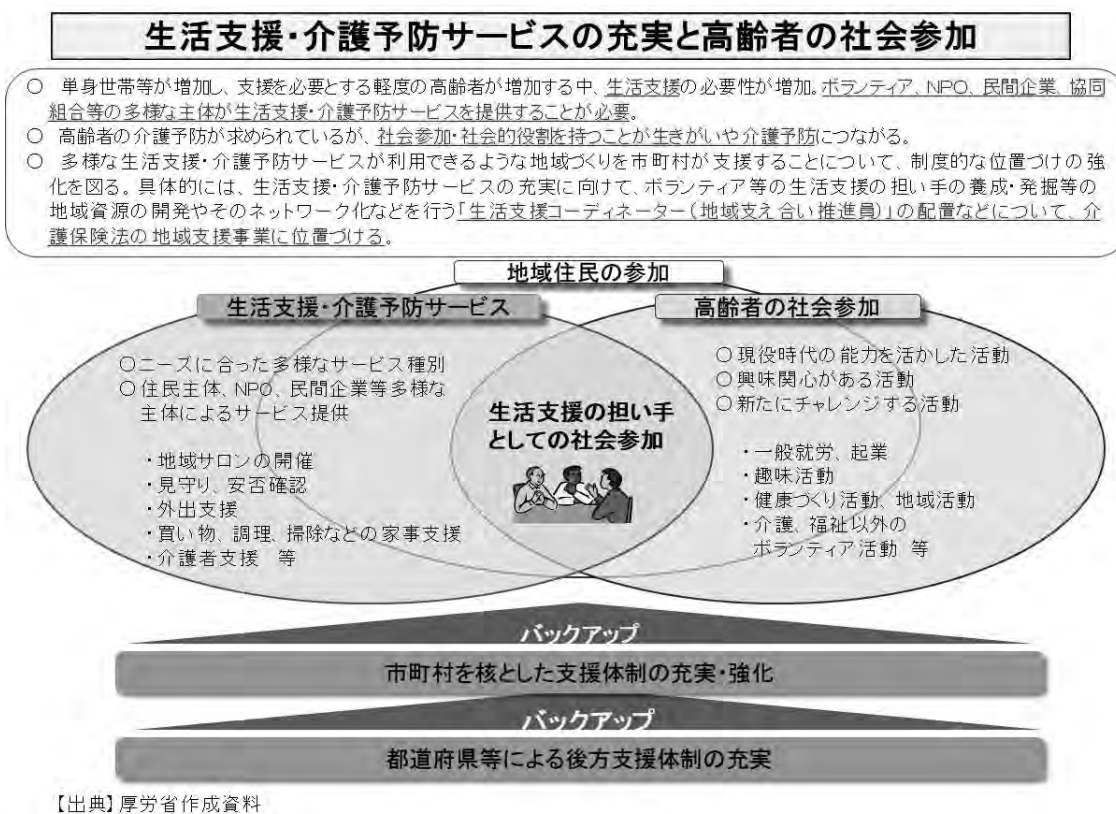 生活支援・介護予防サービスの充実と高齢者の社会参加
○ 単身世帯等が増加し、支援を必要とする軽度の高齢者が増加する中、生活支援の必要性が増加。ボランティア、NPO、民間企業、協同
組合等の多様な主体が生活支援・介護予防サービスを提供することが必要。
○ 高齢者の介護予防が求められているが、社会参加・社会的役割を持つことが生きがいや介護予防につながる。
○ 多様な生活支援・介護予防サービスが利用できるような地域づくりを市町村が支援することについて、制度的な位置づけの強
化を図る。具体的には、生活支援・介護予防サービスの充実に向けて、ボランティア等の生活支援の担い手の養成・発掘等の
地域資源の開発やそのネットワーク化などを行う「生活支援コーディネーター(地域支え合い推進員)」の配置などについて、介
護保険法の地域支援事業に位置づける。
地域住民の参加
生活支援・介護予防サービス
○ニーズに合った多様なサービス種別
○住民主体、NPO、民間企業等多様な
主体によるサービス提供
・地域サロンの開催
・見守り、安否確認
・外出支援
・買い物、調理、掃除などの家事支援
・介護者支援 等
生活支援の担い手
としての社会参加
高齢者の社会参加
○現役時代の能力を活かした活動
○興味関心がある活動
○新たにチャレンジする活動
・一般就労、起業
・趣味活動
・健康づくり活動、地域活動
・介護、福祉以外の
ボランティア活動 等
バックアップ
市町村を核とした支援体制の充実・強化
バックアップ
都道府県等による後方支援体制の充実
【出典】厚労省作成資料